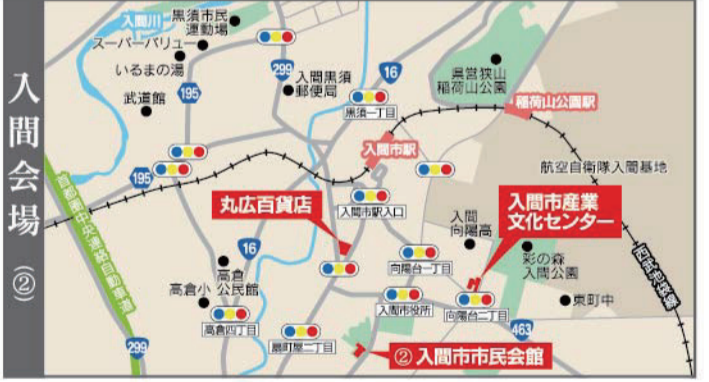 入間会場
(②)
入間川
黒須市民
運動場
スーパーバリュー
いるまの湯
武道館
195
299
入間黒須
郵便局
16
黒須一丁目
県営狭山
稲荷山公園
稲荷山公園駅
入間市駅
195
航空自衛隊入間基地
首都圏中央連絡自動車道
丸広百貨店
入間市駅入口
入間
向陽高
入間市産業
文化センター
16
高倉
公民館
高倉小
向陽台一丁目
彩の森
入間公園
西武池袋線
入間市役所
向陽台二丁目
東町中
高倉四丁目
扇町屋二丁目
463
299
② 入間市市民会館